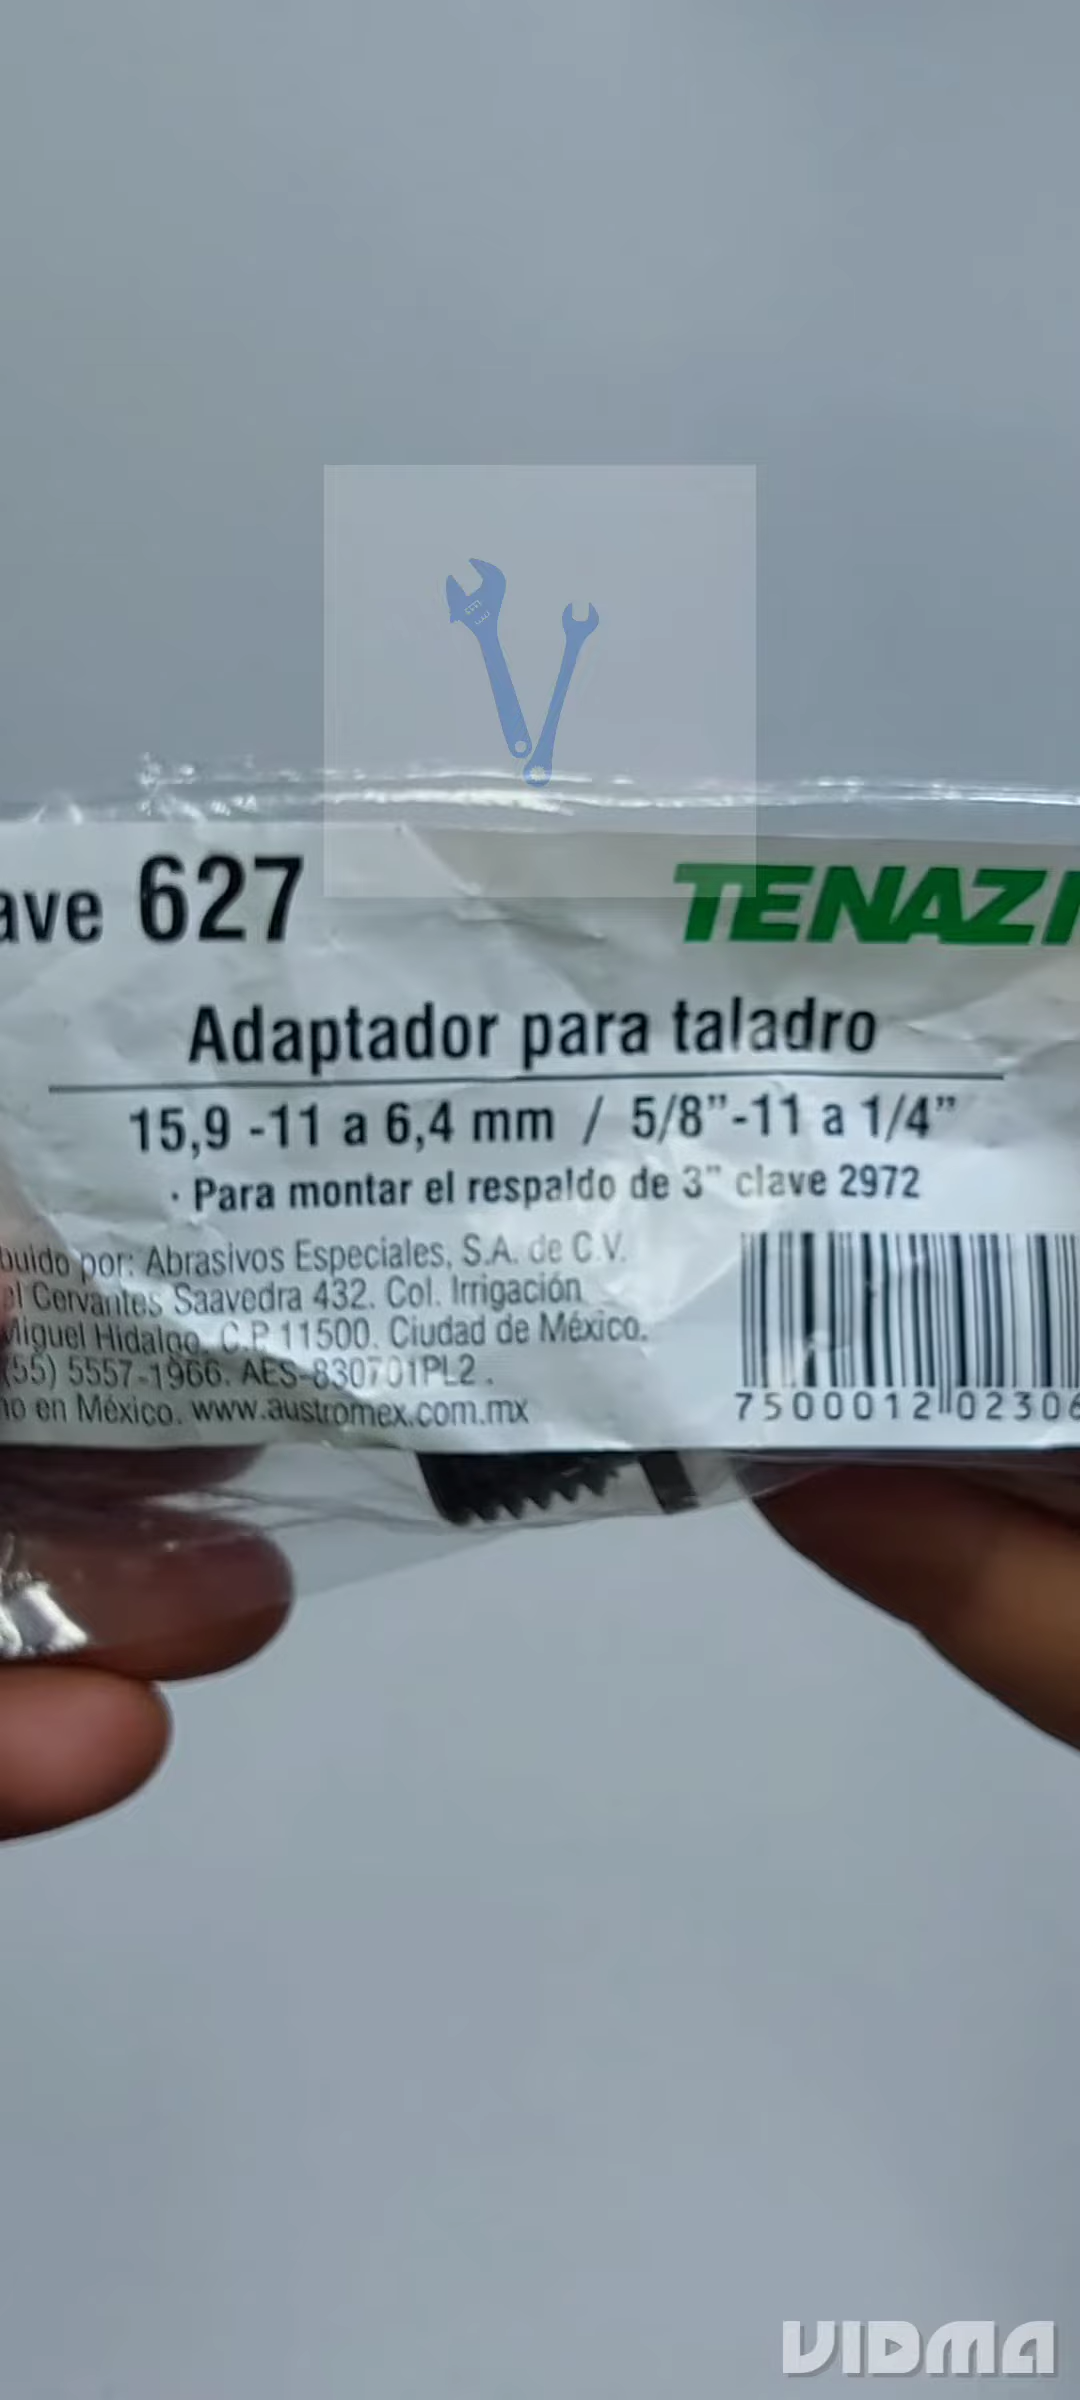 ave 627
TENAZI
Adaptador para taladro
15,9 -11 a 6,4 mm / 5/8”-11 a 1/4”
· Para montar el respaldo de 3” clave 2972
buido por: Abrasivos Especiales, S.A. de C.V.
el Cervantes Saavedra 432. Col. Irrigación
Miguel Hidalgo. C.P. 11500. Ciudad de México.
(55) 5557-1966. AES-830701PL2.
ho en México. www.austromex.com.mx
7500012 02306
VIDMA